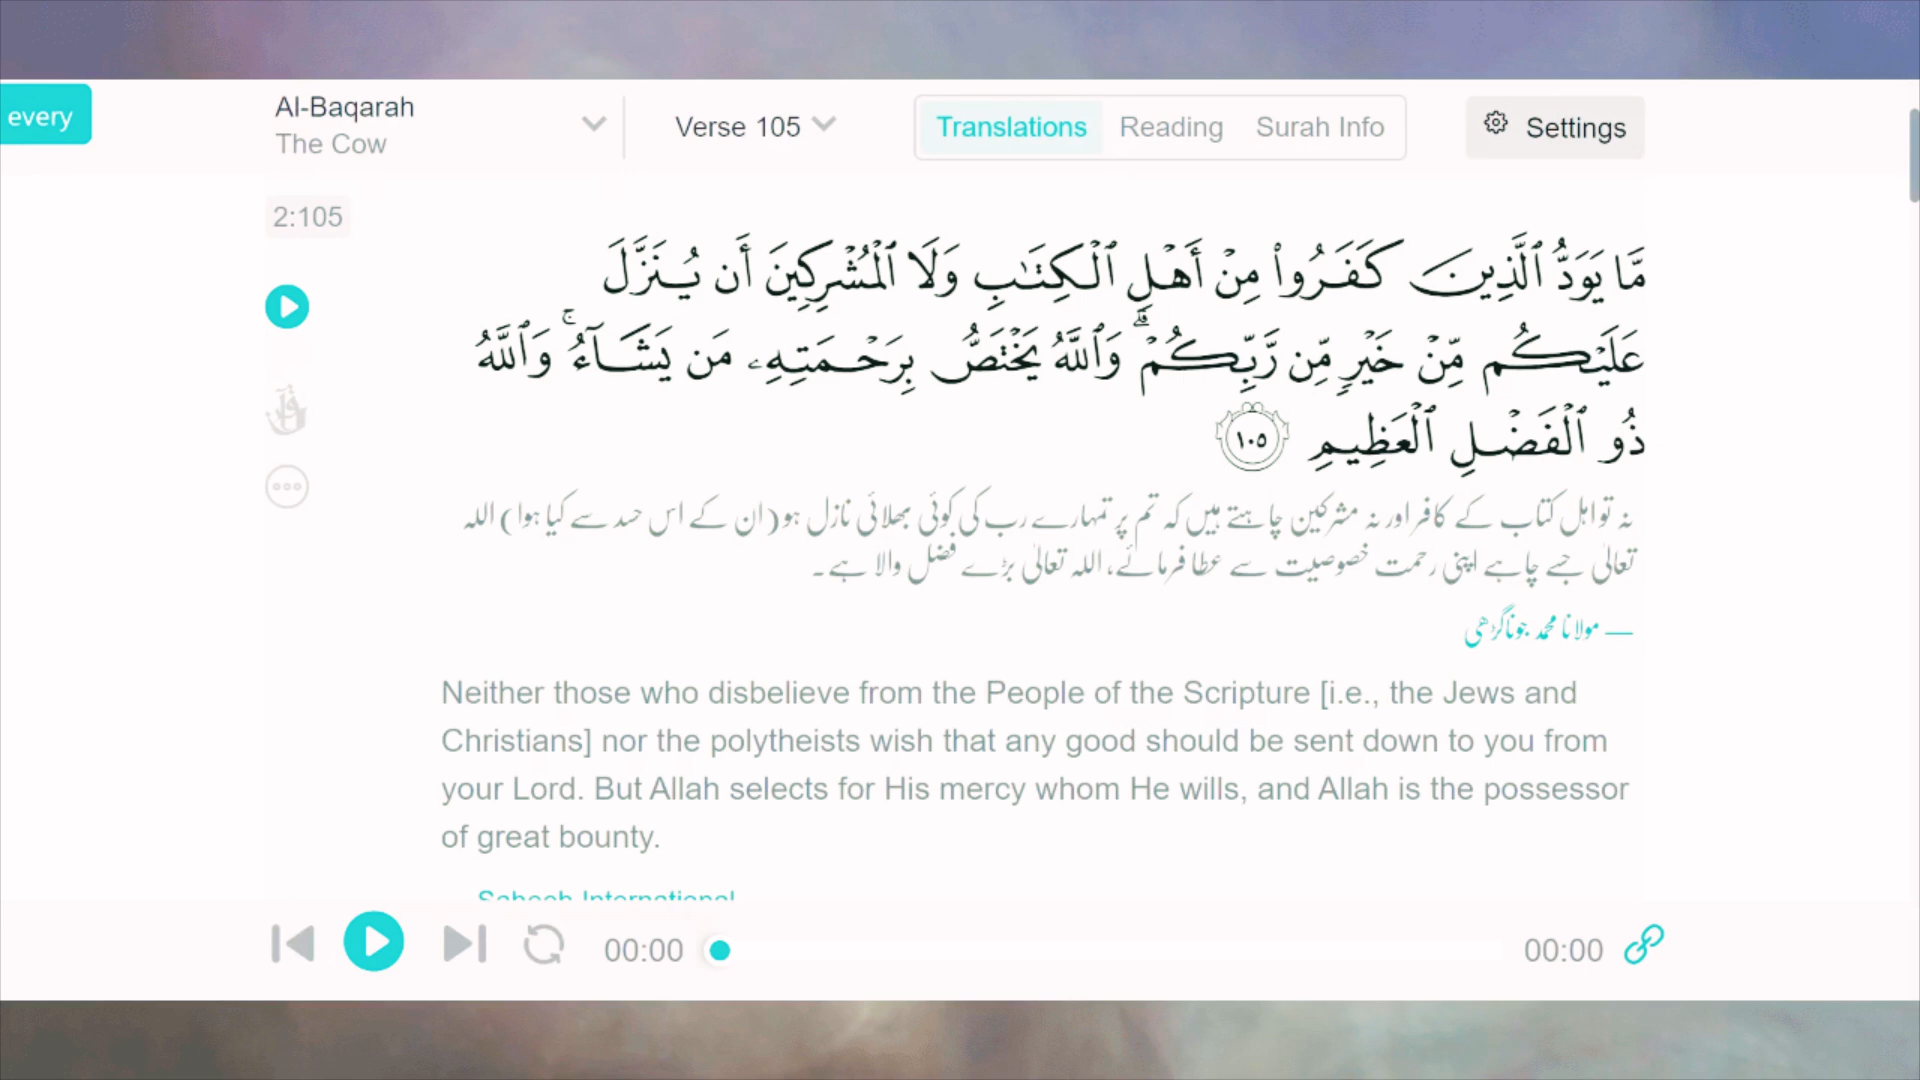 every
Al-Baqarah
The Cow
Verse 105
Translations
Reading
Surah Info
Settings
2:105
مَّا يَوَدُّ ٱلَّذِينَ كَفَرُوا۟ مِنْ أَهْلِ ٱلْكِتَـٰبِ وَلَا ٱلْمُشْرِكِينَ أَن يُنَزَّلَ
عَلَيْكُم مِّنْ خَيْرٍ مِّن رَّبِّكُمْ ۗ وَٱللَّهُ يَخْتَصُّ بِرَحْمَتِهِۦ مَن يَشَآءُ ۚ وَٱللَّهُ
ذُو ٱلْفَضْلِ ٱلْعَظِيمِ ١٠٥
نہ تو اہل کتاب کے کافر اور نہ مشرکین چاہتے ہیں کہ تم پر تمہارے رب کی کوئی بھلائی نازل ہو (ان کے اس حسد سے کیا ہوا) اللہ
تعالیٰ جسے چاہے اپنی رحمت خصوصیت سے عطا فرمائے، اللہ تعالیٰ بڑے فضل والا ہے۔
— مولانا محمد جوناگڑھی
Neither those who disbelieve from the People of the Scripture [i.e., the Jews and
Christians] nor the polytheists wish that any good should be sent down to you from
your Lord. But Allah selects for His mercy whom He wills, and Allah is the possessor
of great bounty.
Saheeh International
00:00
00:00